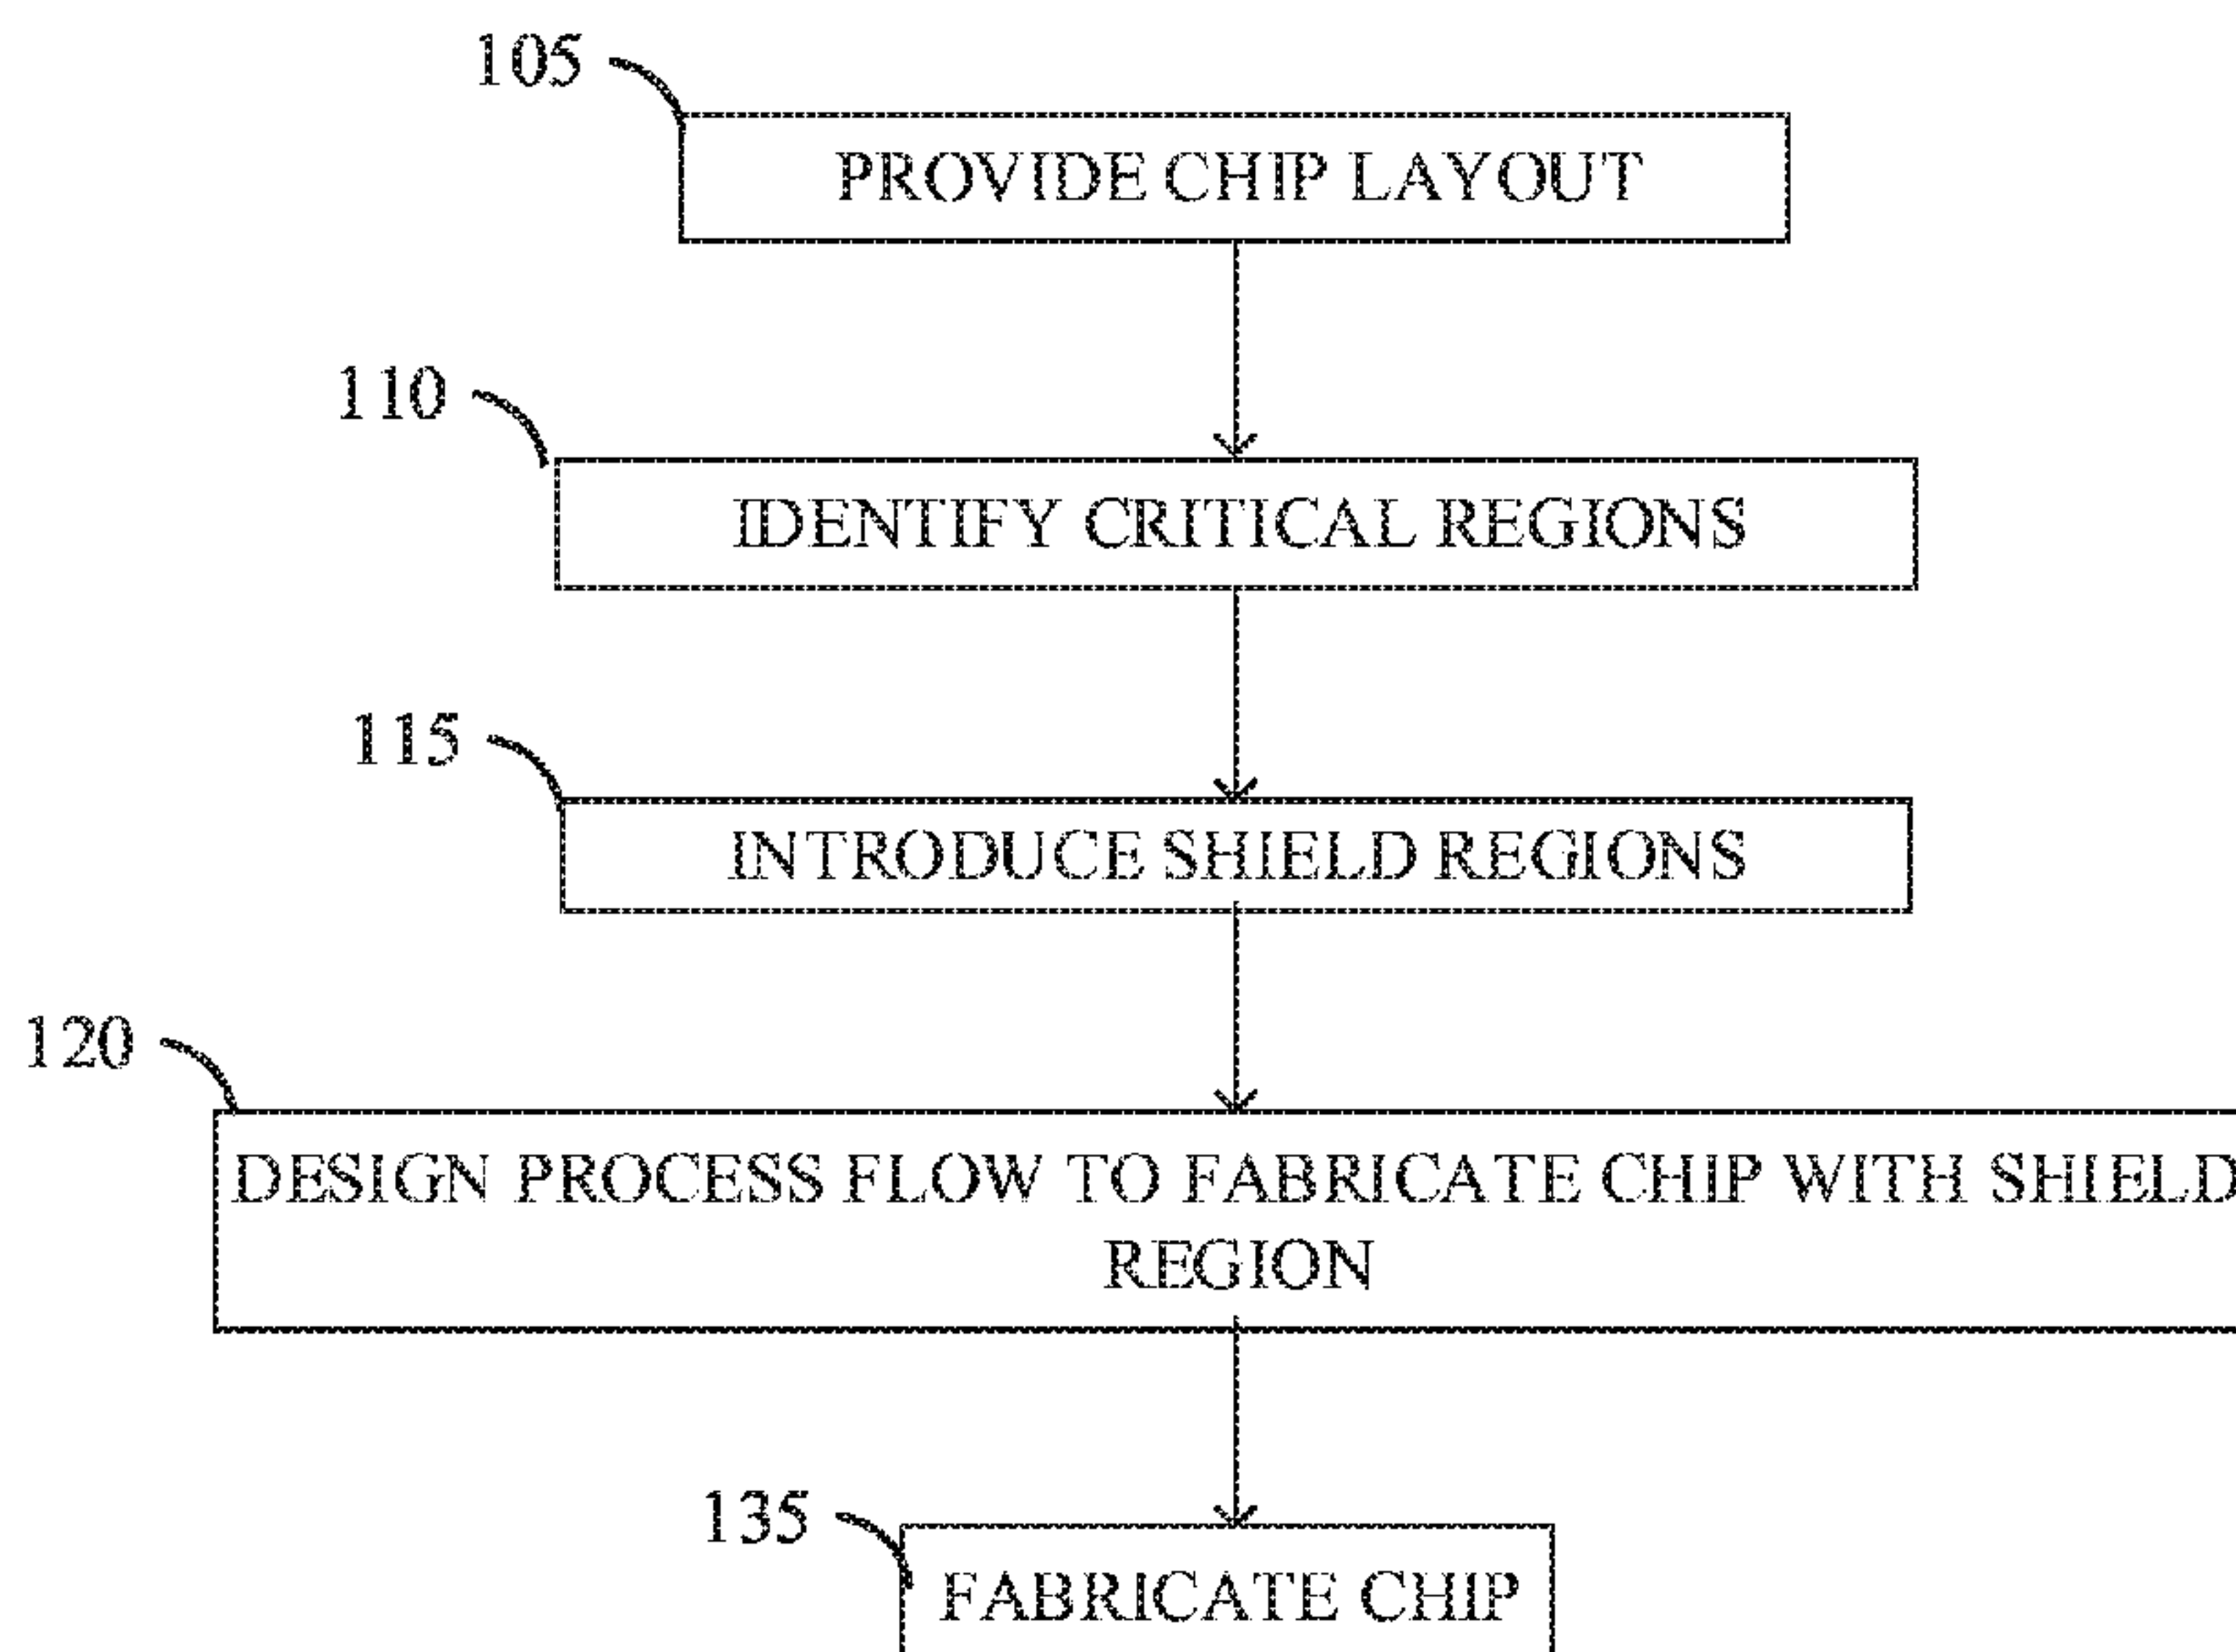 105
PROVIDE CHIP LAYOUT
110
IDENTIFY CRITICAL REGIONS
115
INTRODUCE SHIELD REGIONS
120
DESIGN PROCESS FLOW TO FABRICATE CHIP WITH SHIELD
REGION
135
FABRICATE CHIP